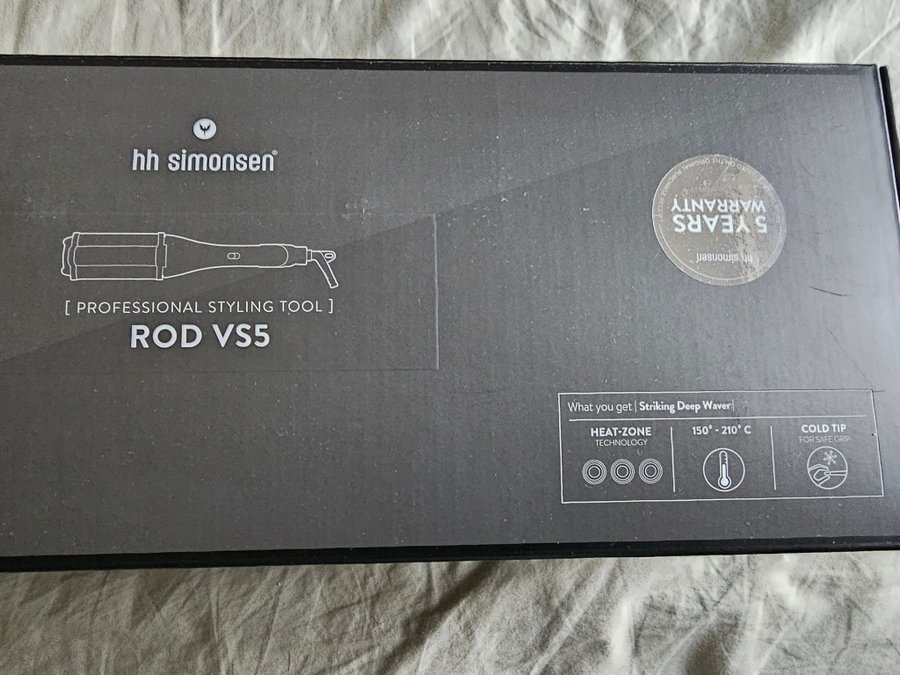 hh simonsen®
[ PROFESSIONAL STYLING TOOL ]
ROD VS5
hh simonsen
5 YEARS
WARRANTY
What you get | Striking Deep Waver |
HEAT-ZONE
TECHNOLOGY
150° - 210° C
COLD TIP
FOR SAFE GRIP